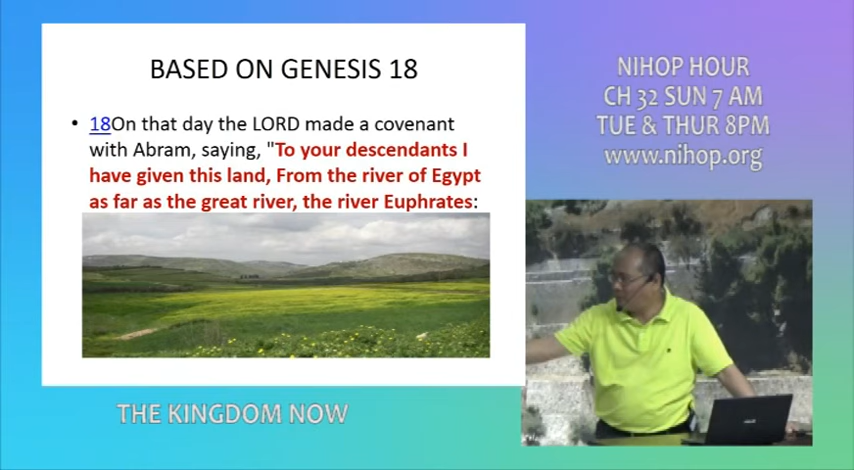 BASED ON GENESIS 18
• 18On that day the LORD made a covenant
with Abram, saying, "To your descendants I
have given this land, From the river of Egypt
as far as the great river, the river Euphrates:
NIHOP HOUR
CH 32 SUN 7 AM
TUE & THUR 8PM
www.nihop.org
THE KINGDOM NOW